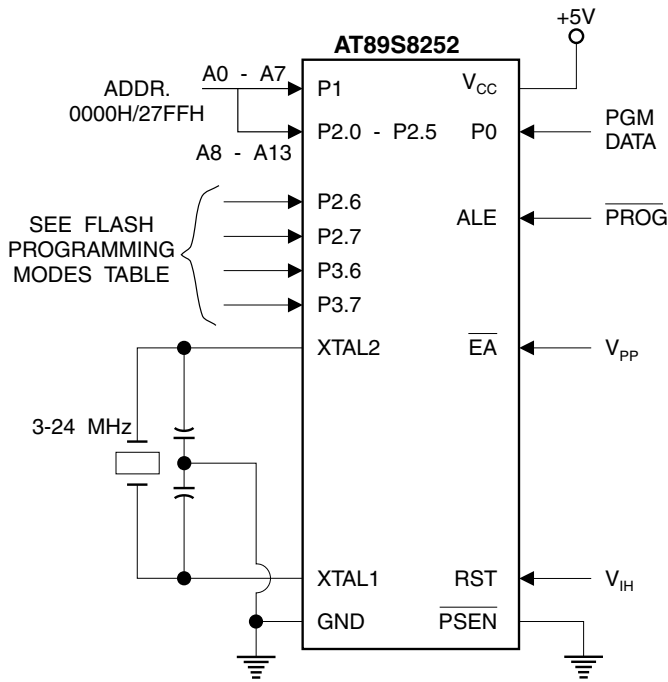 +5V
AT89S8252
A0 - A7
ADDR.
0000H/27FFH
P1
VCC
P2.0 - P2.5
P0
PGM
DATA
A8 - A13
SEE FLASH
PROGRAMMING
MODES TABLE
P2.6
P2.7
P3.6
P3.7
ALE
PROG
XTAL2
EA
VPP
3-24 MHz
XTAL1
RST
VIH
GND
PSEN